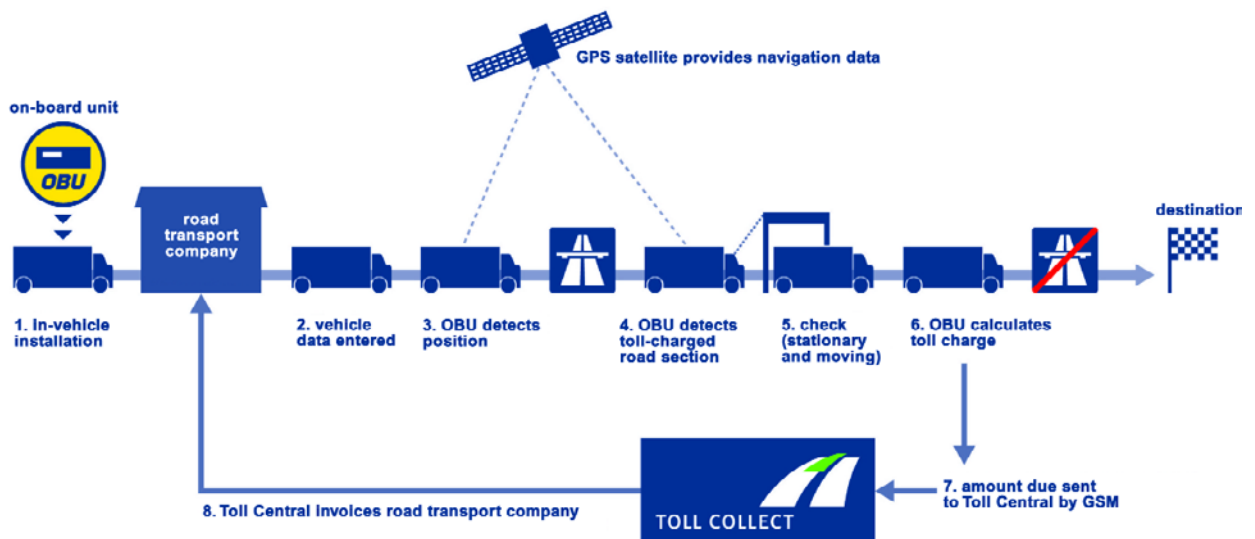 GPS satellite provides navigation data
on-board unit
OBU
road
transport
company
destination
1. in-vehicle
installation
2. vehicle
data entered
3. OBU detects
position
4. OBU detects
toll-charged
road section
5. check
(stationary
and moving)
6. OBU calculates
toll charge
7. amount due sent
to Toll Central by GSM
8. Toll Central invoices road transport company
TOLL COLLECT